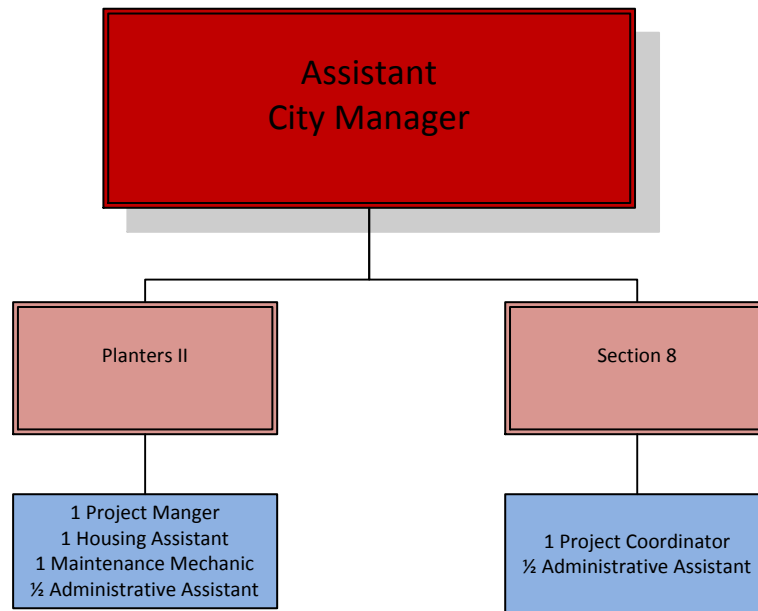 Assistant
City Manager
Planters II
Section 8
1 Project Manger
1 Housing Assistant
1 Maintenance Mechanic
½ Administrative Assistant
1 Project Coordinator
½ Administrative Assistant